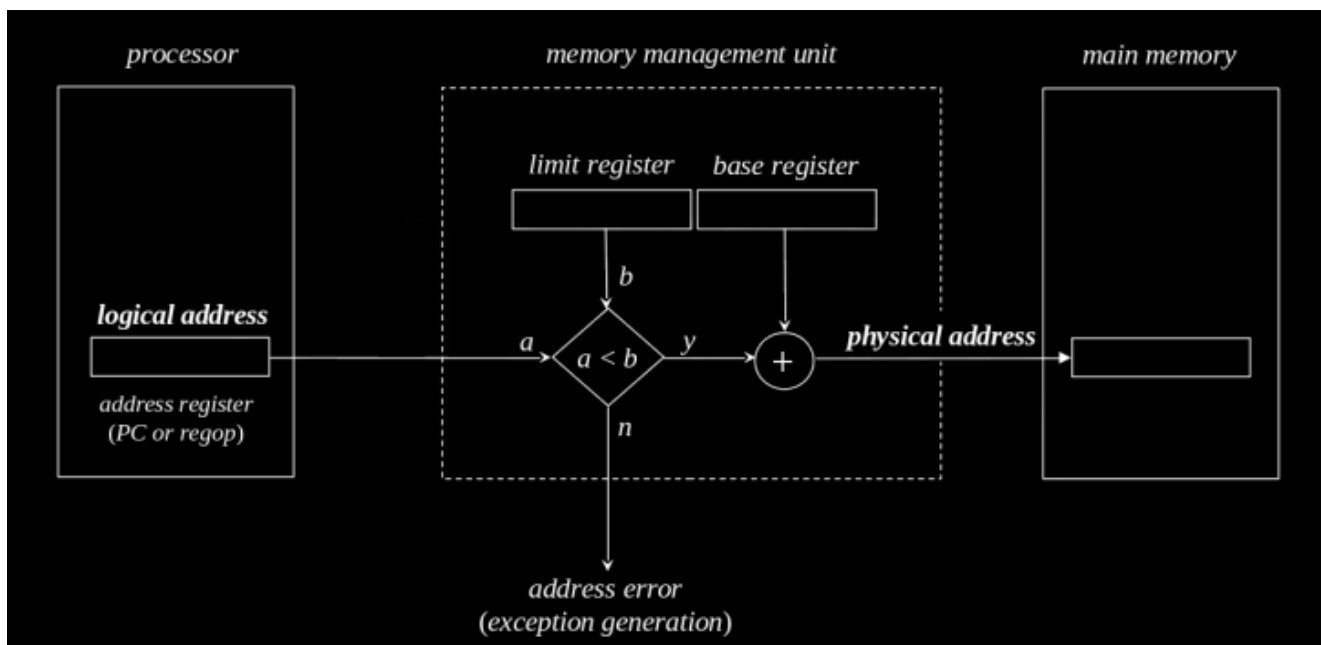 processor
memory management unit
main memory
limit register
base register
b
logical address
a
a < b
y
+
physical address
address register
(PC or regop)
n
address error
(exception generation)